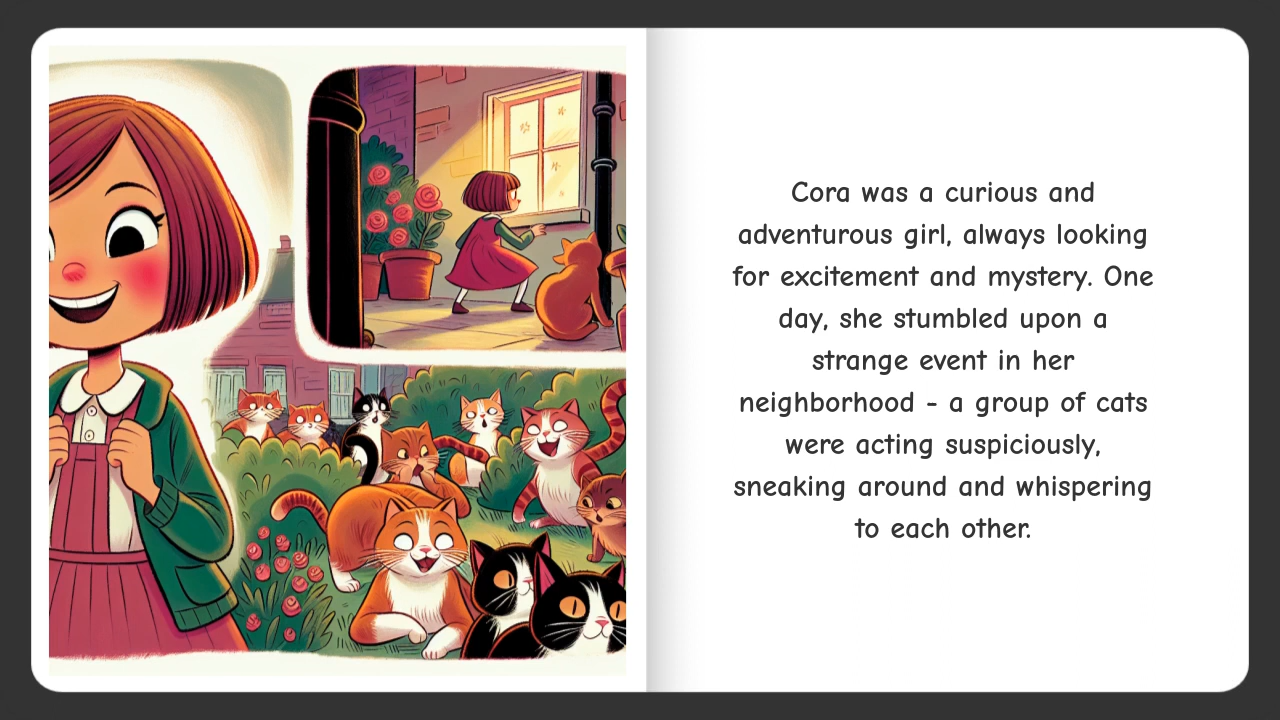 Cora was a curious and
adventurous girl, always looking
for excitement and mystery. One
day, she stumbled upon a
strange event in her
neighborhood - a group of cats
were acting suspiciously,
sneaking around and whispering
to each other.